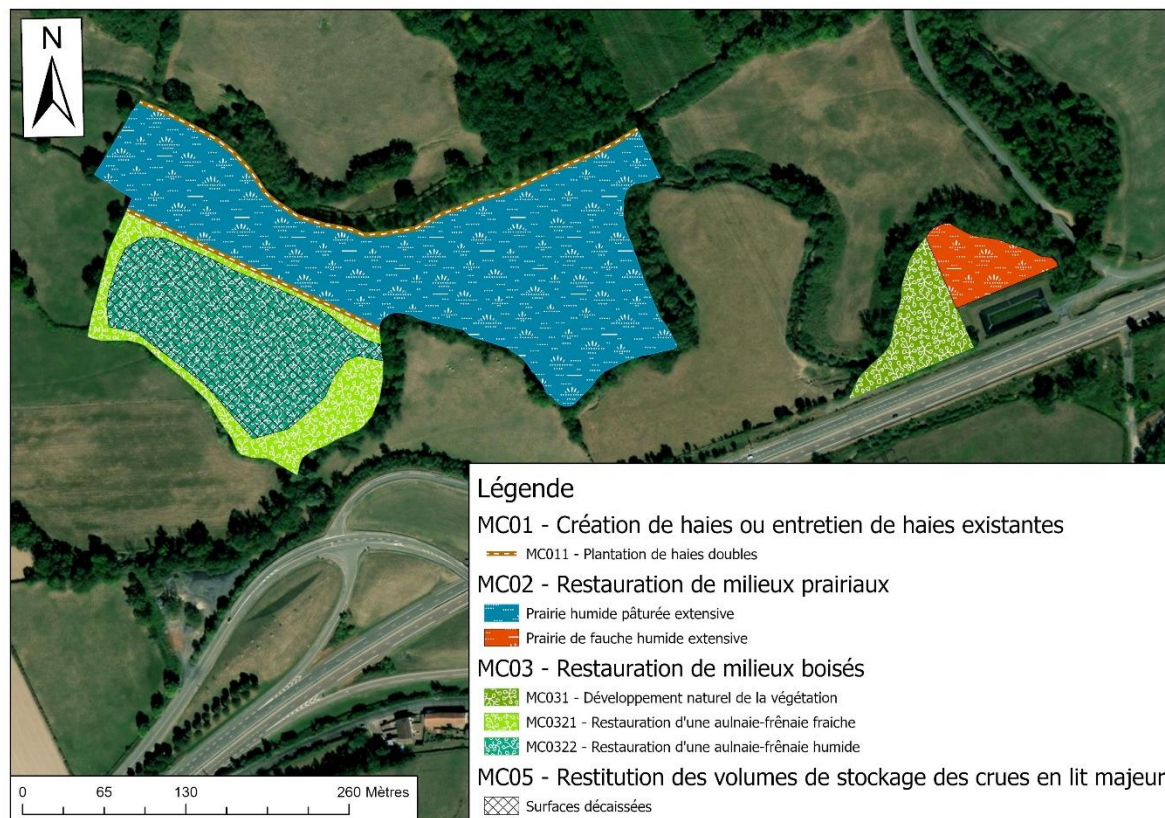 N
Légende
MC01 - Création de haies ou entretien de haies existantes
MC011 - Plantation de haies doubles
MC02 - Restauration de milieux prairiaux
Prairie humide pâturée extensive
Prairie de fauche humide extensive
MC03 - Restauration de milieux boisés
MC031 - Développement naturel de la végétation
MC0321 - Restauration d'une aulnaie-frênaie fraiche
MC0322 - Restauration d'une aulnaie-frênaie humide
MC05 - Restitution des volumes de stockage des crues en lit majeur
Surfaces décaissées
0 65 130 260 Mètres